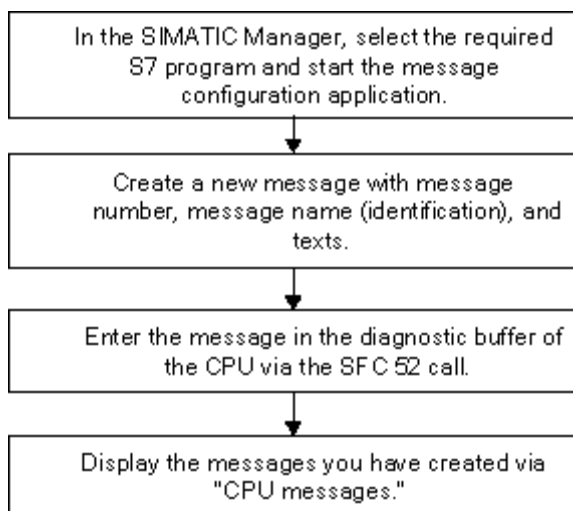 In the SIMATIC Manager, select the required
S7 program and start the message
configuration application.
Create a new message with message
number, message name (identification), and
texts.
Enter the message in the diagnostic buffer of
the CPU via the SFC 52 call.
Display the messages you have created via
"CPU messages."